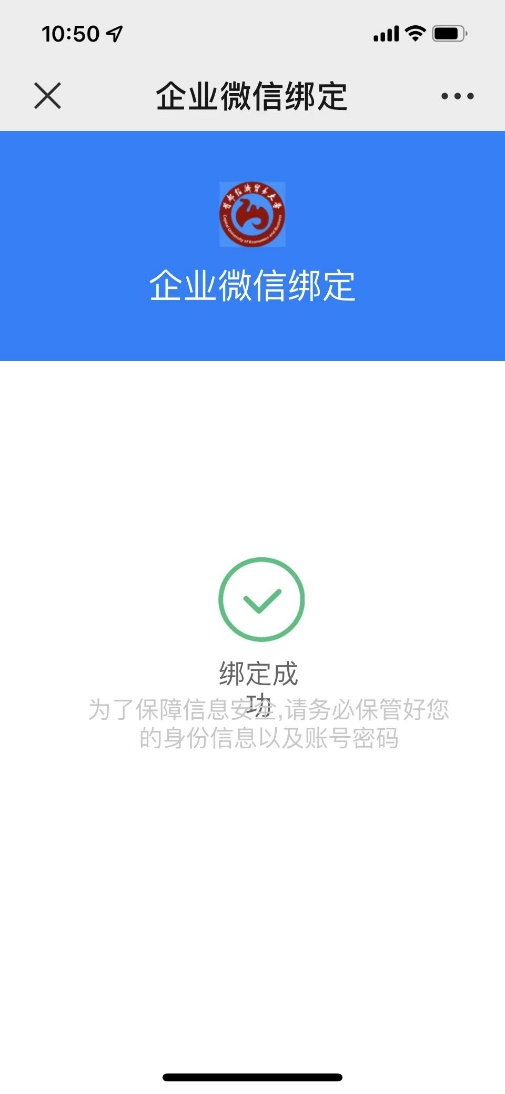 10:50
企业微信绑定
企业微信绑定
绑定成
功
为了保障信息安全,请务必保管好您
的身份信息以及账号密码